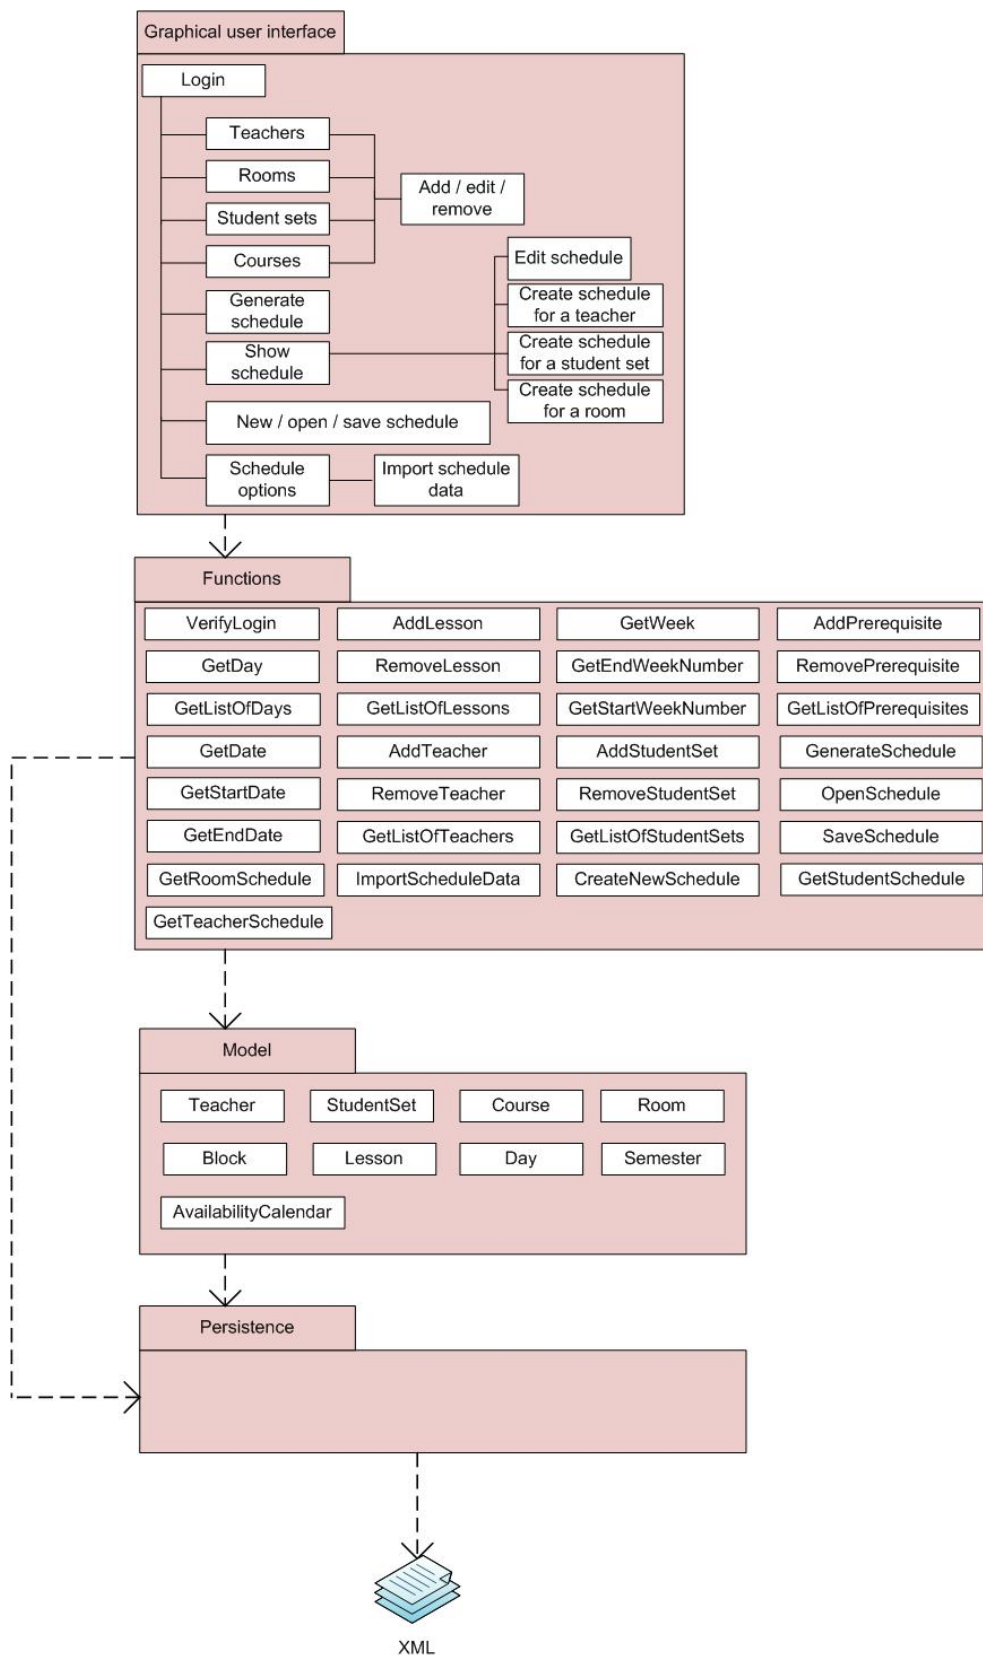 Graphical user interface
Login
Teachers
Rooms
Student sets
Courses
Add / edit /
remove
Generate
schedule
Show
schedule
Edit schedule
Create schedule
for a teacher
Create schedule
for a student set
Create schedule
for a room
New / open / save schedule
Schedule
options
Import schedule
data
Functions
VerifyLogin
AddLesson
GetWeek
AddPrerequisite
GetDay
RemoveLesson
GetEndWeekNumber
RemovePrerequisite
GetListOfDays
GetListOfLessons
GetStartWeekNumber
GetListOfPrerequisites
GetDate
AddTeacher
AddStudentSet
GenerateSchedule
GetStartDate
RemoveTeacher
RemoveStudentSet
OpenSchedule
GetEndDate
GetListOfTeachers
GetListOfStudentSets
SaveSchedule
GetRoomSchedule
ImportScheduleData
CreateNewSchedule
GetStudentSchedule
GetTeacherSchedule
Model
Teacher
StudentSet
Course
Room
Block
Lesson
Day
Semester
AvailabilityCalendar
Persistence
XML